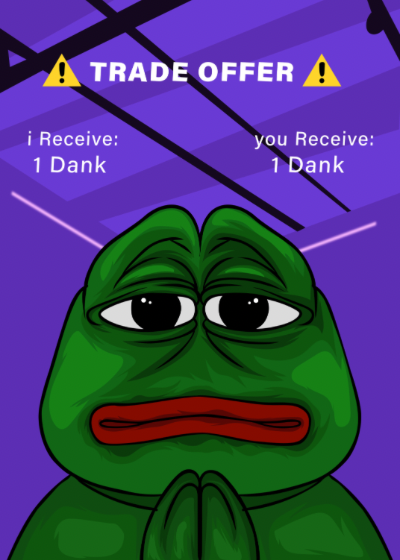 ⚠ TRADE OFFER ⚠
i Receive:
1 Dank
you Receive:
1 Dank